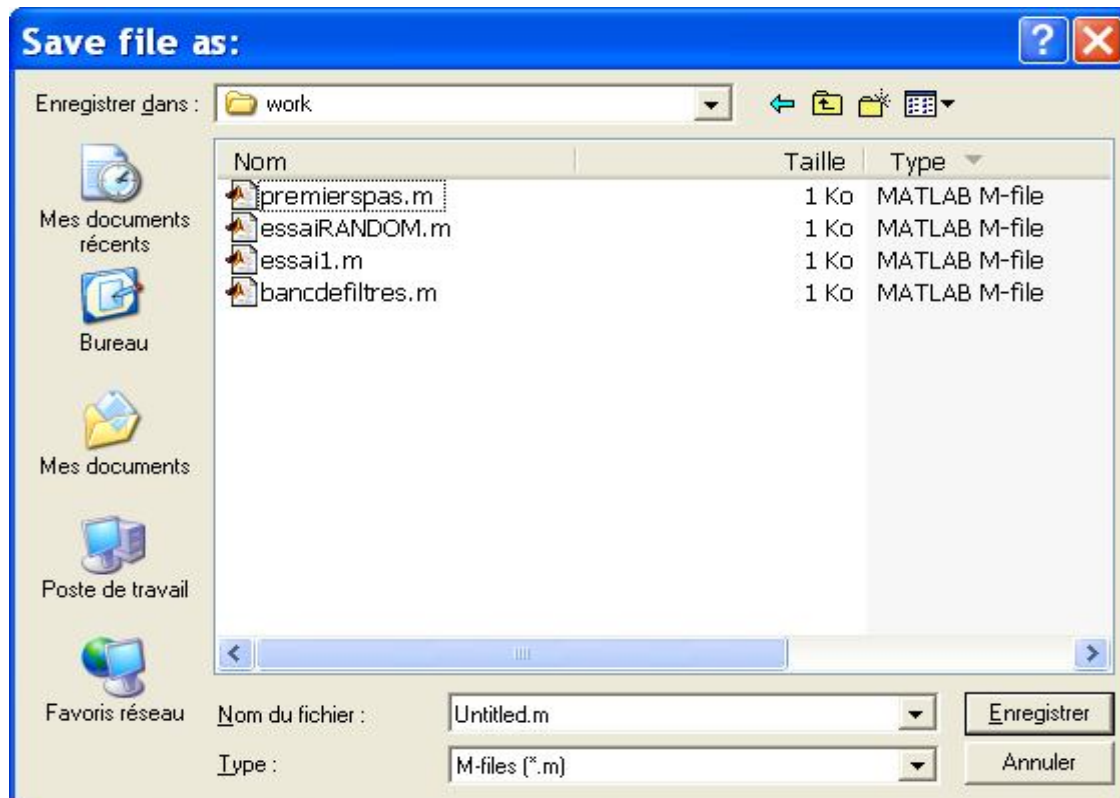 Save file as:
Enregistrer dans : work
Nom Taille Type
premierspas.m 1 Ko MATLAB M-file
essaiRANDOM.m 1 Ko MATLAB M-file
essai1.m 1 Ko MATLAB M-file
bancdefiltres.m 1 Ko MATLAB M-file
Mes documents
récents
Bureau
Mes documents
Poste de travail
Favoris réseau
Nom du fichier : Untitled.m Enregistrer
Type : M-files (*.m) Annuler